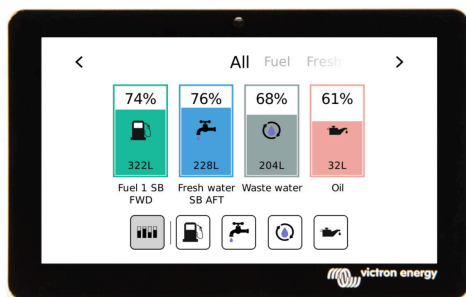 < All Fuel Fresh >
74% 76% 68% 61%
322L 228L 204L 32L
Fuel 1 SB Fresh water Waste water Oil
FWD SB AFT
victron energy